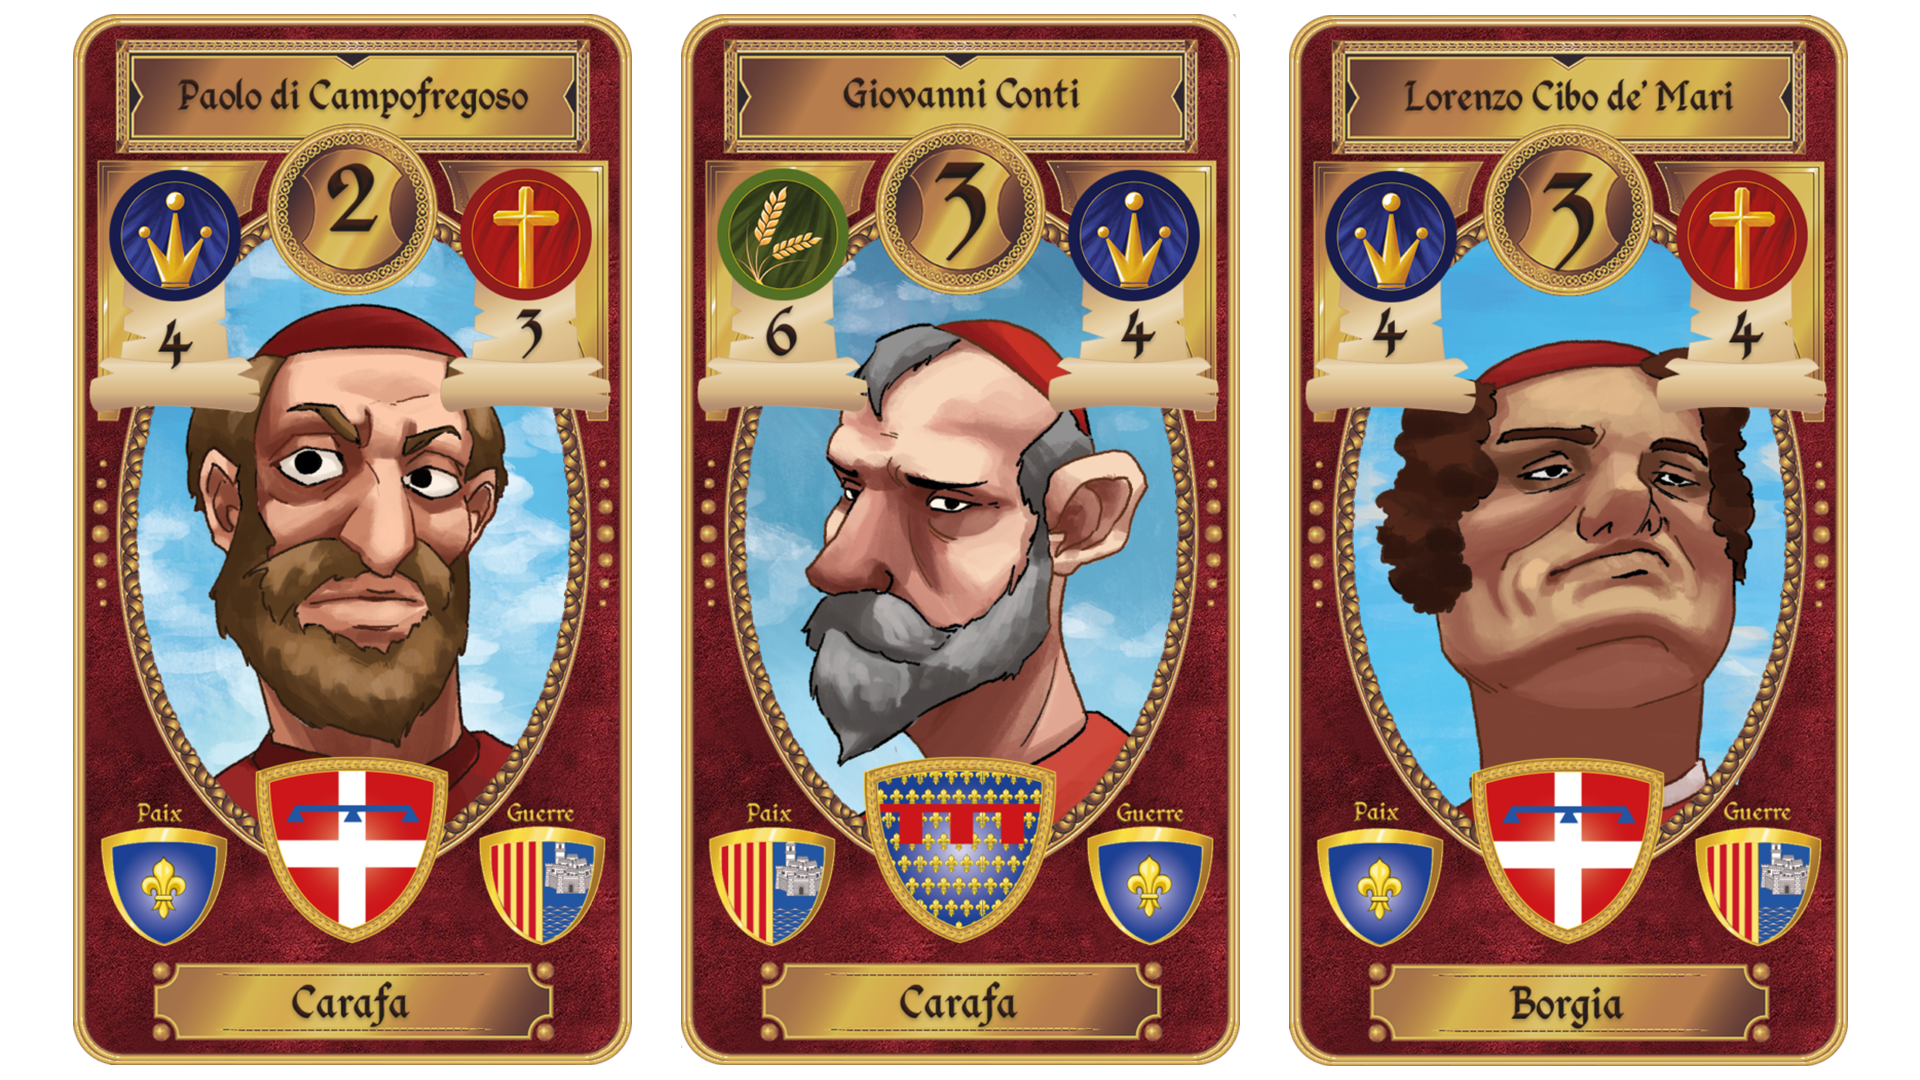 Paolo di Campofregoso
2
4
3
Paix
Guerre
Carafa
Giovanni Conti
3
6
4
Paix
Guerre
Carafa
Lorenzo Cibo de' Mari
3
4
4
Paix
Guerre
Borgia